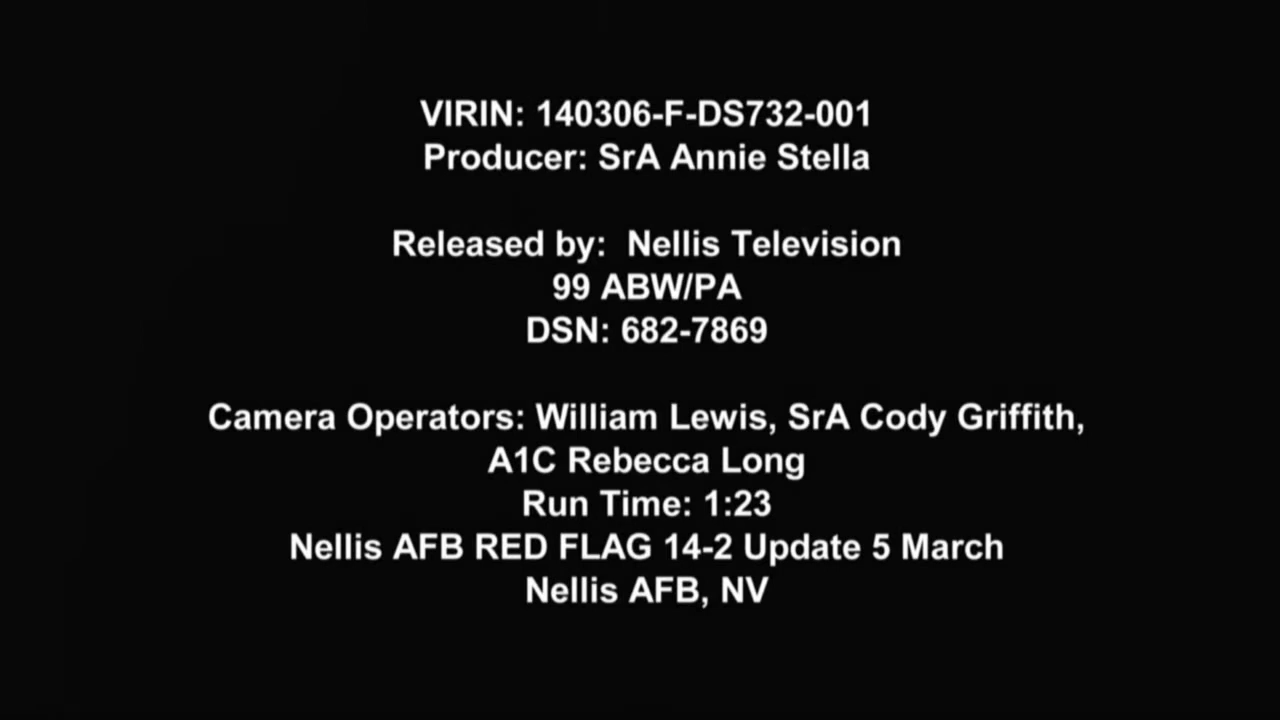 VIRIN: 140306-F-DS732-001
Producer: SrA Annie Stella
Released by:  Nellis Television
99 ABW/PA
DSN: 682-7869
Camera Operators: William Lewis, SrA Cody Griffith,
A1C Rebecca Long
Run Time: 1:23
Nellis AFB RED FLAG 14-2 Update 5 March
Nellis AFB, NV